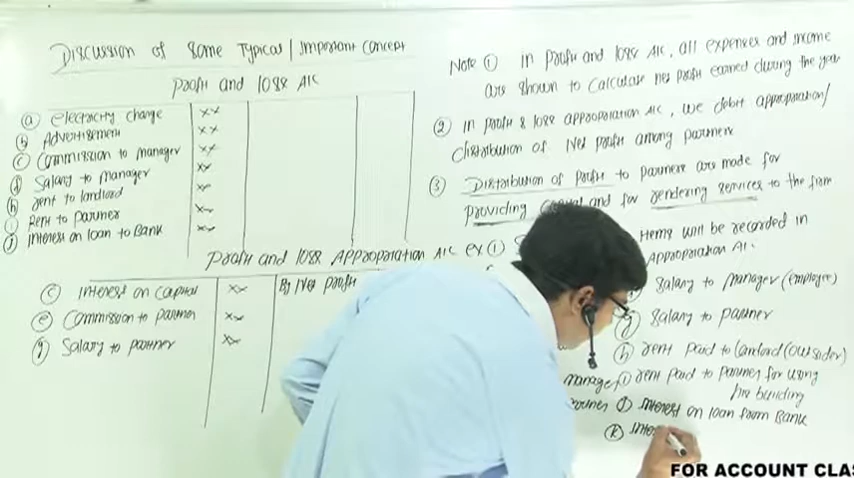 Discussion of some Typical / Important Concept
Profit and loss A/C
(a) electricity charge xx
(b) Advertisement xx
(c) Commission to manager xx
(f) Salary to manager xx
(h) rent to landlord xx
(i) Rent to partner xx
(j) Interest on loan to Bank xx
Profit and loss Appropriation A/C
(c) Interest on capital xx By Net Profit
(e) Commission to partner xx
(g) Salary to partner xx
Note (1) In profit and loss A/C, all expenses and income
are shown to calculate net profit earned during the year
(2) In profit & loss appropriation A/C, we debit appropriation/
distribution of Net profit among partners
(3) Distribution of profit to partners are made for
providing Capital and for rendering services to the firm
ex (1) items will be recorded in
Appropriation A/c
Salary to manager (employee)
(g) Salary to partner
(h) rent paid to landlord (outsider)
manager (i) rent paid to partner for using
his building
(j) Interest on loan from Bank
(k) Inte
FOR ACCOUNT CLAS